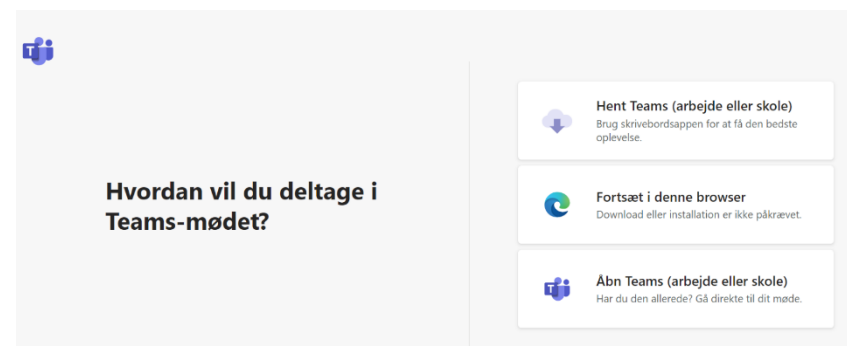 Hvordan vil du deltage i
Teams-mødet?
Hent Teams (arbejde eller skole)
Brug skrivebordsappen for at få den bedste
oplevelse.
Fortsæt i denne browser
Download eller installation er ikke påkrævet.
Åbn Teams (arbejde eller skole)
Har du den allerede? Gå direkte til dit møde.